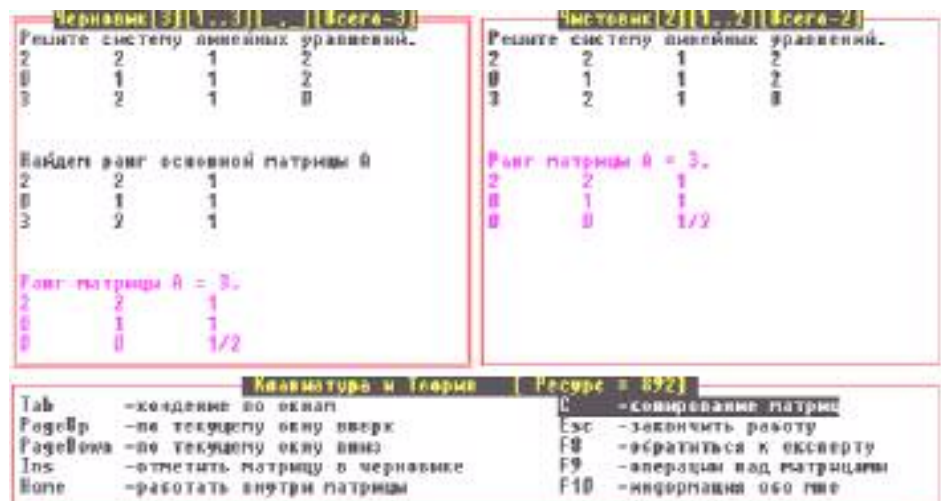 Черновик[3][1..3][ , ][Всего-3]
Решите систему линейных уравнений.
2 2 1 2
0 1 1 2
3 2 1 0
Найдем ранг основной матрицы А
2 2 1
0 1 1
3 2 1
Ранг матрицы А = 3.
2 2 1
0 1 1
0 0 1/2
Чистовик[2][1..2][Всего-2]
Решите систему линейных уравнений.
2 2 1 2
0 1 1 2
3 2 1 0
Ранг матрицы А = 3.
2 2 1
0 1 1
0 0 1/2
Клавиатура и Теория [ Ресурс = 892]
Tab -хождение по окнам
PageUp -по текущему окну вверх
PageDown -по текущему окну вниз
Ins -отметить матрицу в черновике
Home -работать внутри матрицы
C -копирование матриц
Esc -закончить работу
F8 -обратиться к эксперту
F9 -операции над матрицами
F10 -информация обо мне